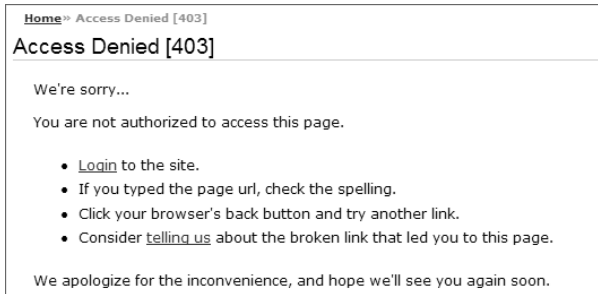 Home» Access Denied [403]
Access Denied [403]
We're sorry...
You are not authorized to access this page.
• Login to the site.
• If you typed the page url, check the spelling.
• Click your browser's back button and try another link.
• Consider telling us about the broken link that led you to this page.
We apologize for the inconvenience, and hope we'll see you again soon.